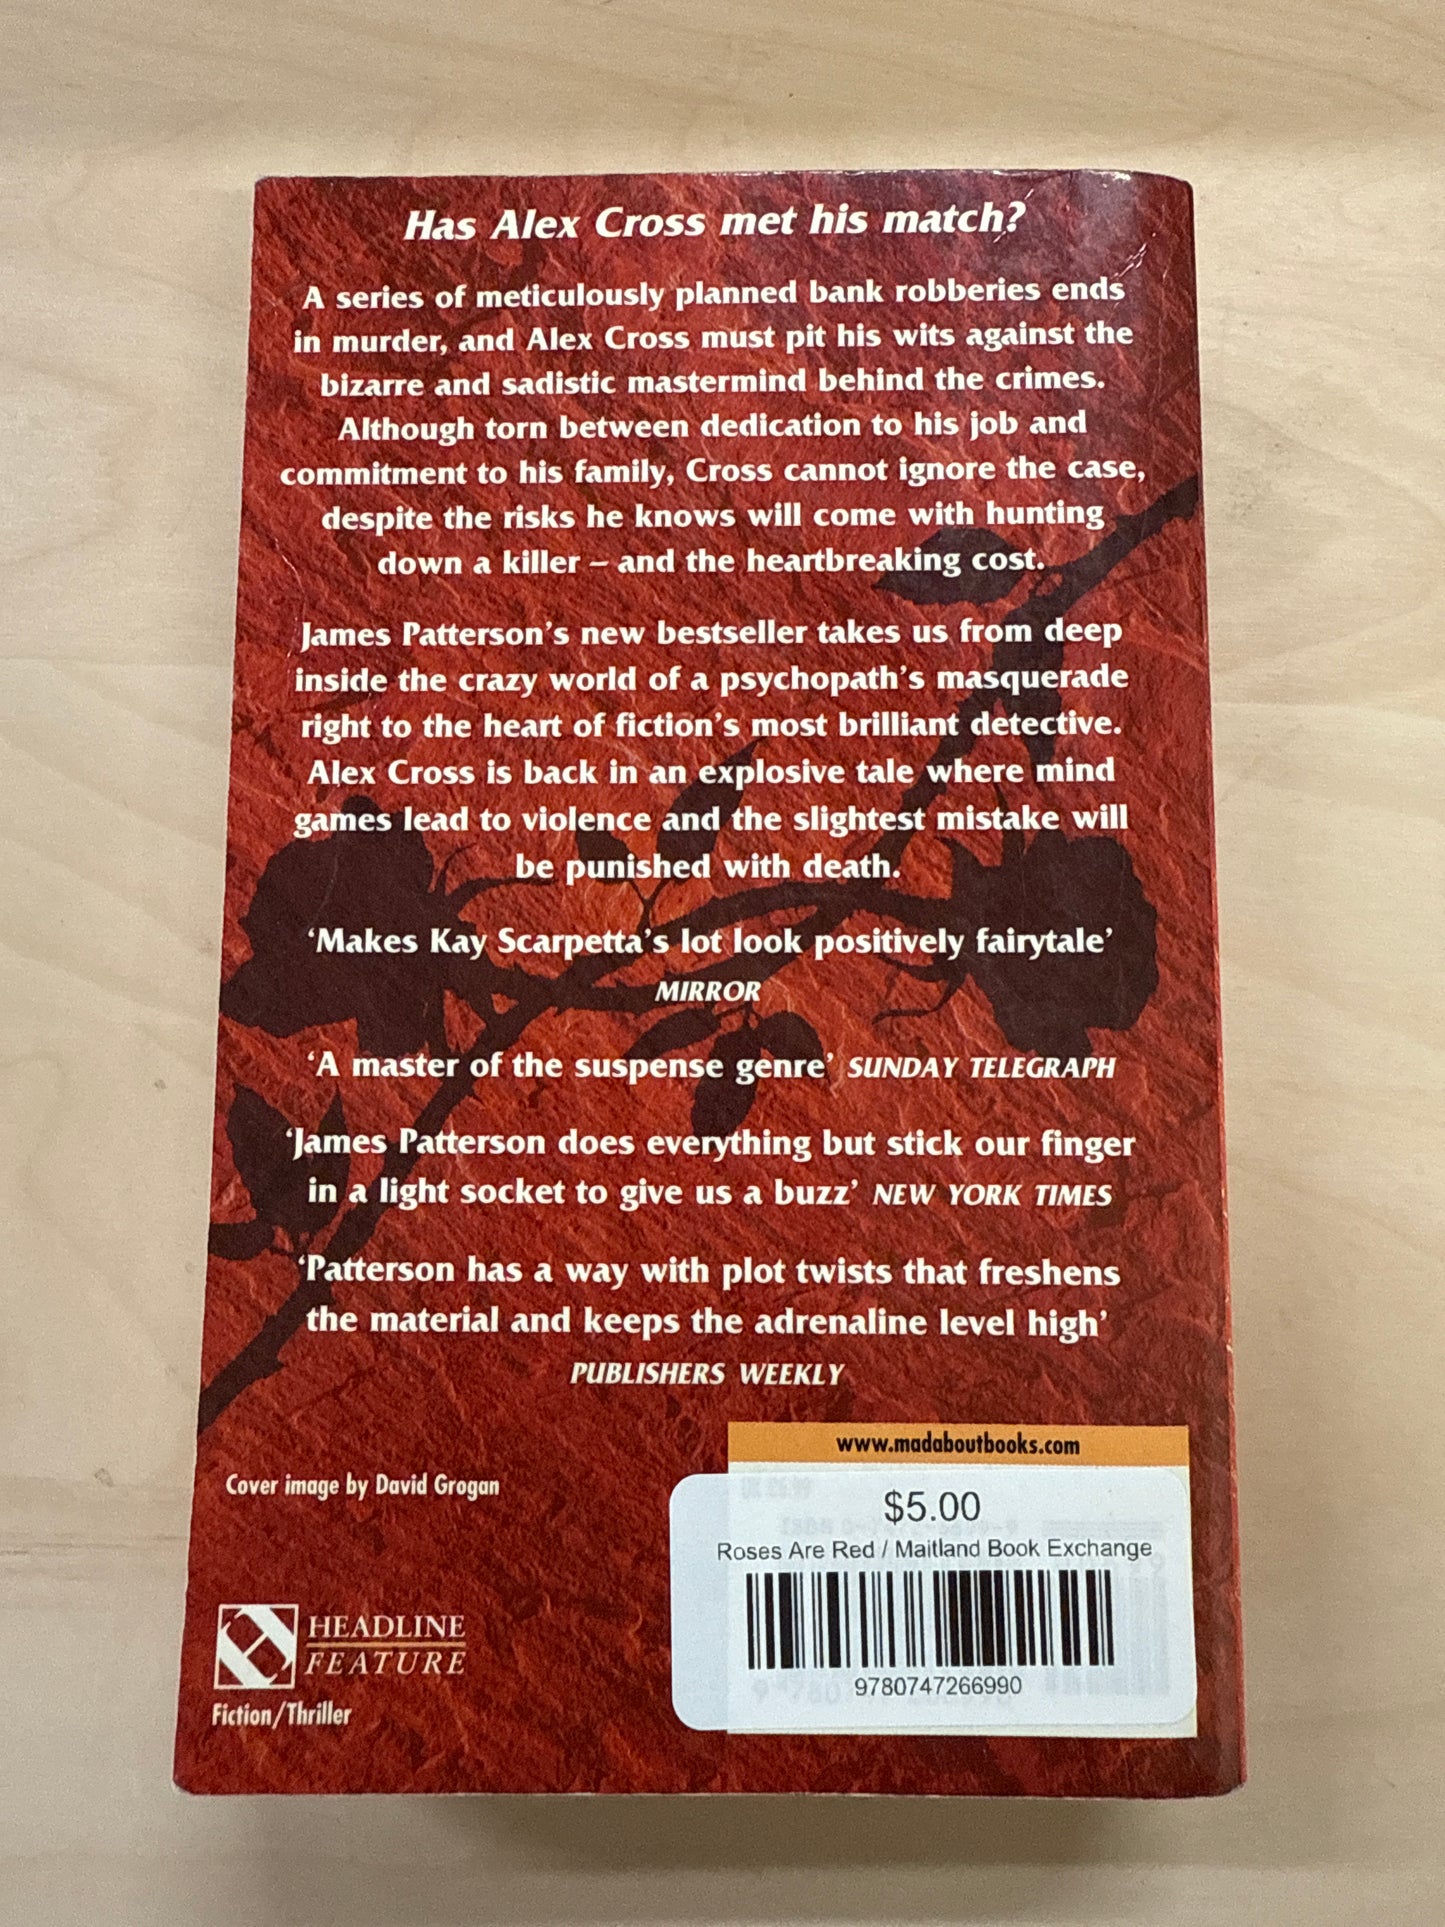 Has Alex Cross met his match?
A series of meticulously planned bank robberies ends
in murder, and Alex Cross must pit his wits against the
bizarre and sadistic mastermind behind the crimes.
Although torn between dedication to his job and
commitment to his family, Cross cannot ignore the case,
despite the risks he knows will come with hunting
down a killer – and the heartbreaking cost.
James Patterson's new bestseller takes us from deep
inside the crazy world of a psychopath's masquerade
right to the heart of fiction's most brilliant detective.
Alex Cross is back in an explosive tale where mind
games lead to violence and the slightest mistake will
be punished with death.
‘Makes Kay Scarpetta's lot look positively fairytale’
MIRROR
‘A master of the suspense genre’ SUNDAY TELEGRAPH
‘James Patterson does everything but stick our finger
in a light socket to give us a buzz’ NEW YORK TIMES
‘Patterson has a way with plot twists that freshens
the material and keeps the adrenaline level high’
PUBLISHERS WEEKLY
www.madaboutbooks.com
Cover image by David Grogan
$5.00
Roses Are Red / Maitland Book Exchange
9780747266990
HEADLINE
FEATURE
Fiction/Thriller